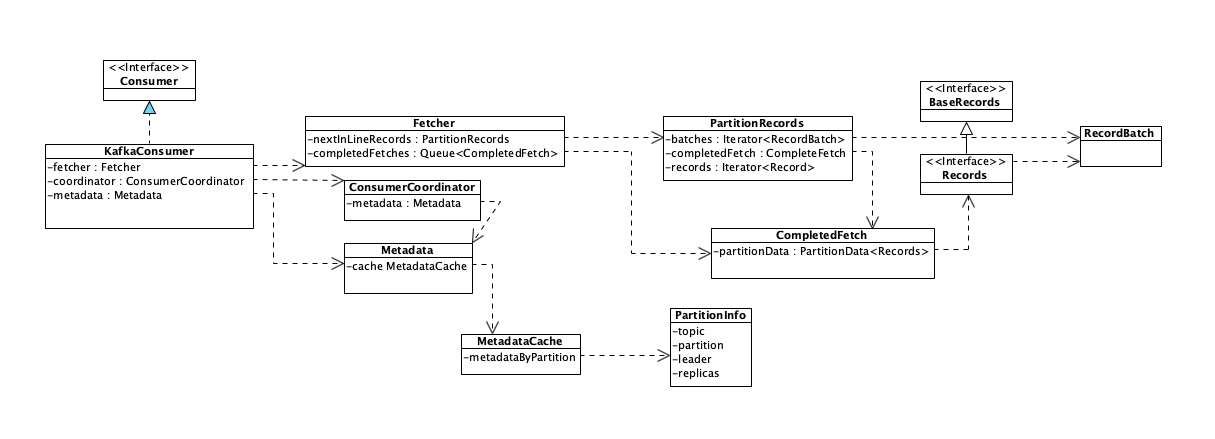 <<Interface>>
Consumer
KafkaConsumer
-fetcher : Fetcher
-coordinator : ConsumerCoordinator
-metadata : Metadata
Fetcher
-nextInLineRecords : PartitionRecords
-completedFetches : Queue<CompletedFetch>
ConsumerCoordinator
-metadata : Metadata
Metadata
-cache MetadataCache
MetadataCache
-metadataByPartition
PartitionInfo
-topic
-partition
-leader
-replicas
PartitionRecords
-batches : Iterator<RecordBatch>
-completedFetch : CompleteFetch
-records : Iterator<Record>
CompletedFetch
-partitionData : PartitionData<Records>
<<Interface>>
BaseRecords
<<Interface>>
Records
RecordBatch